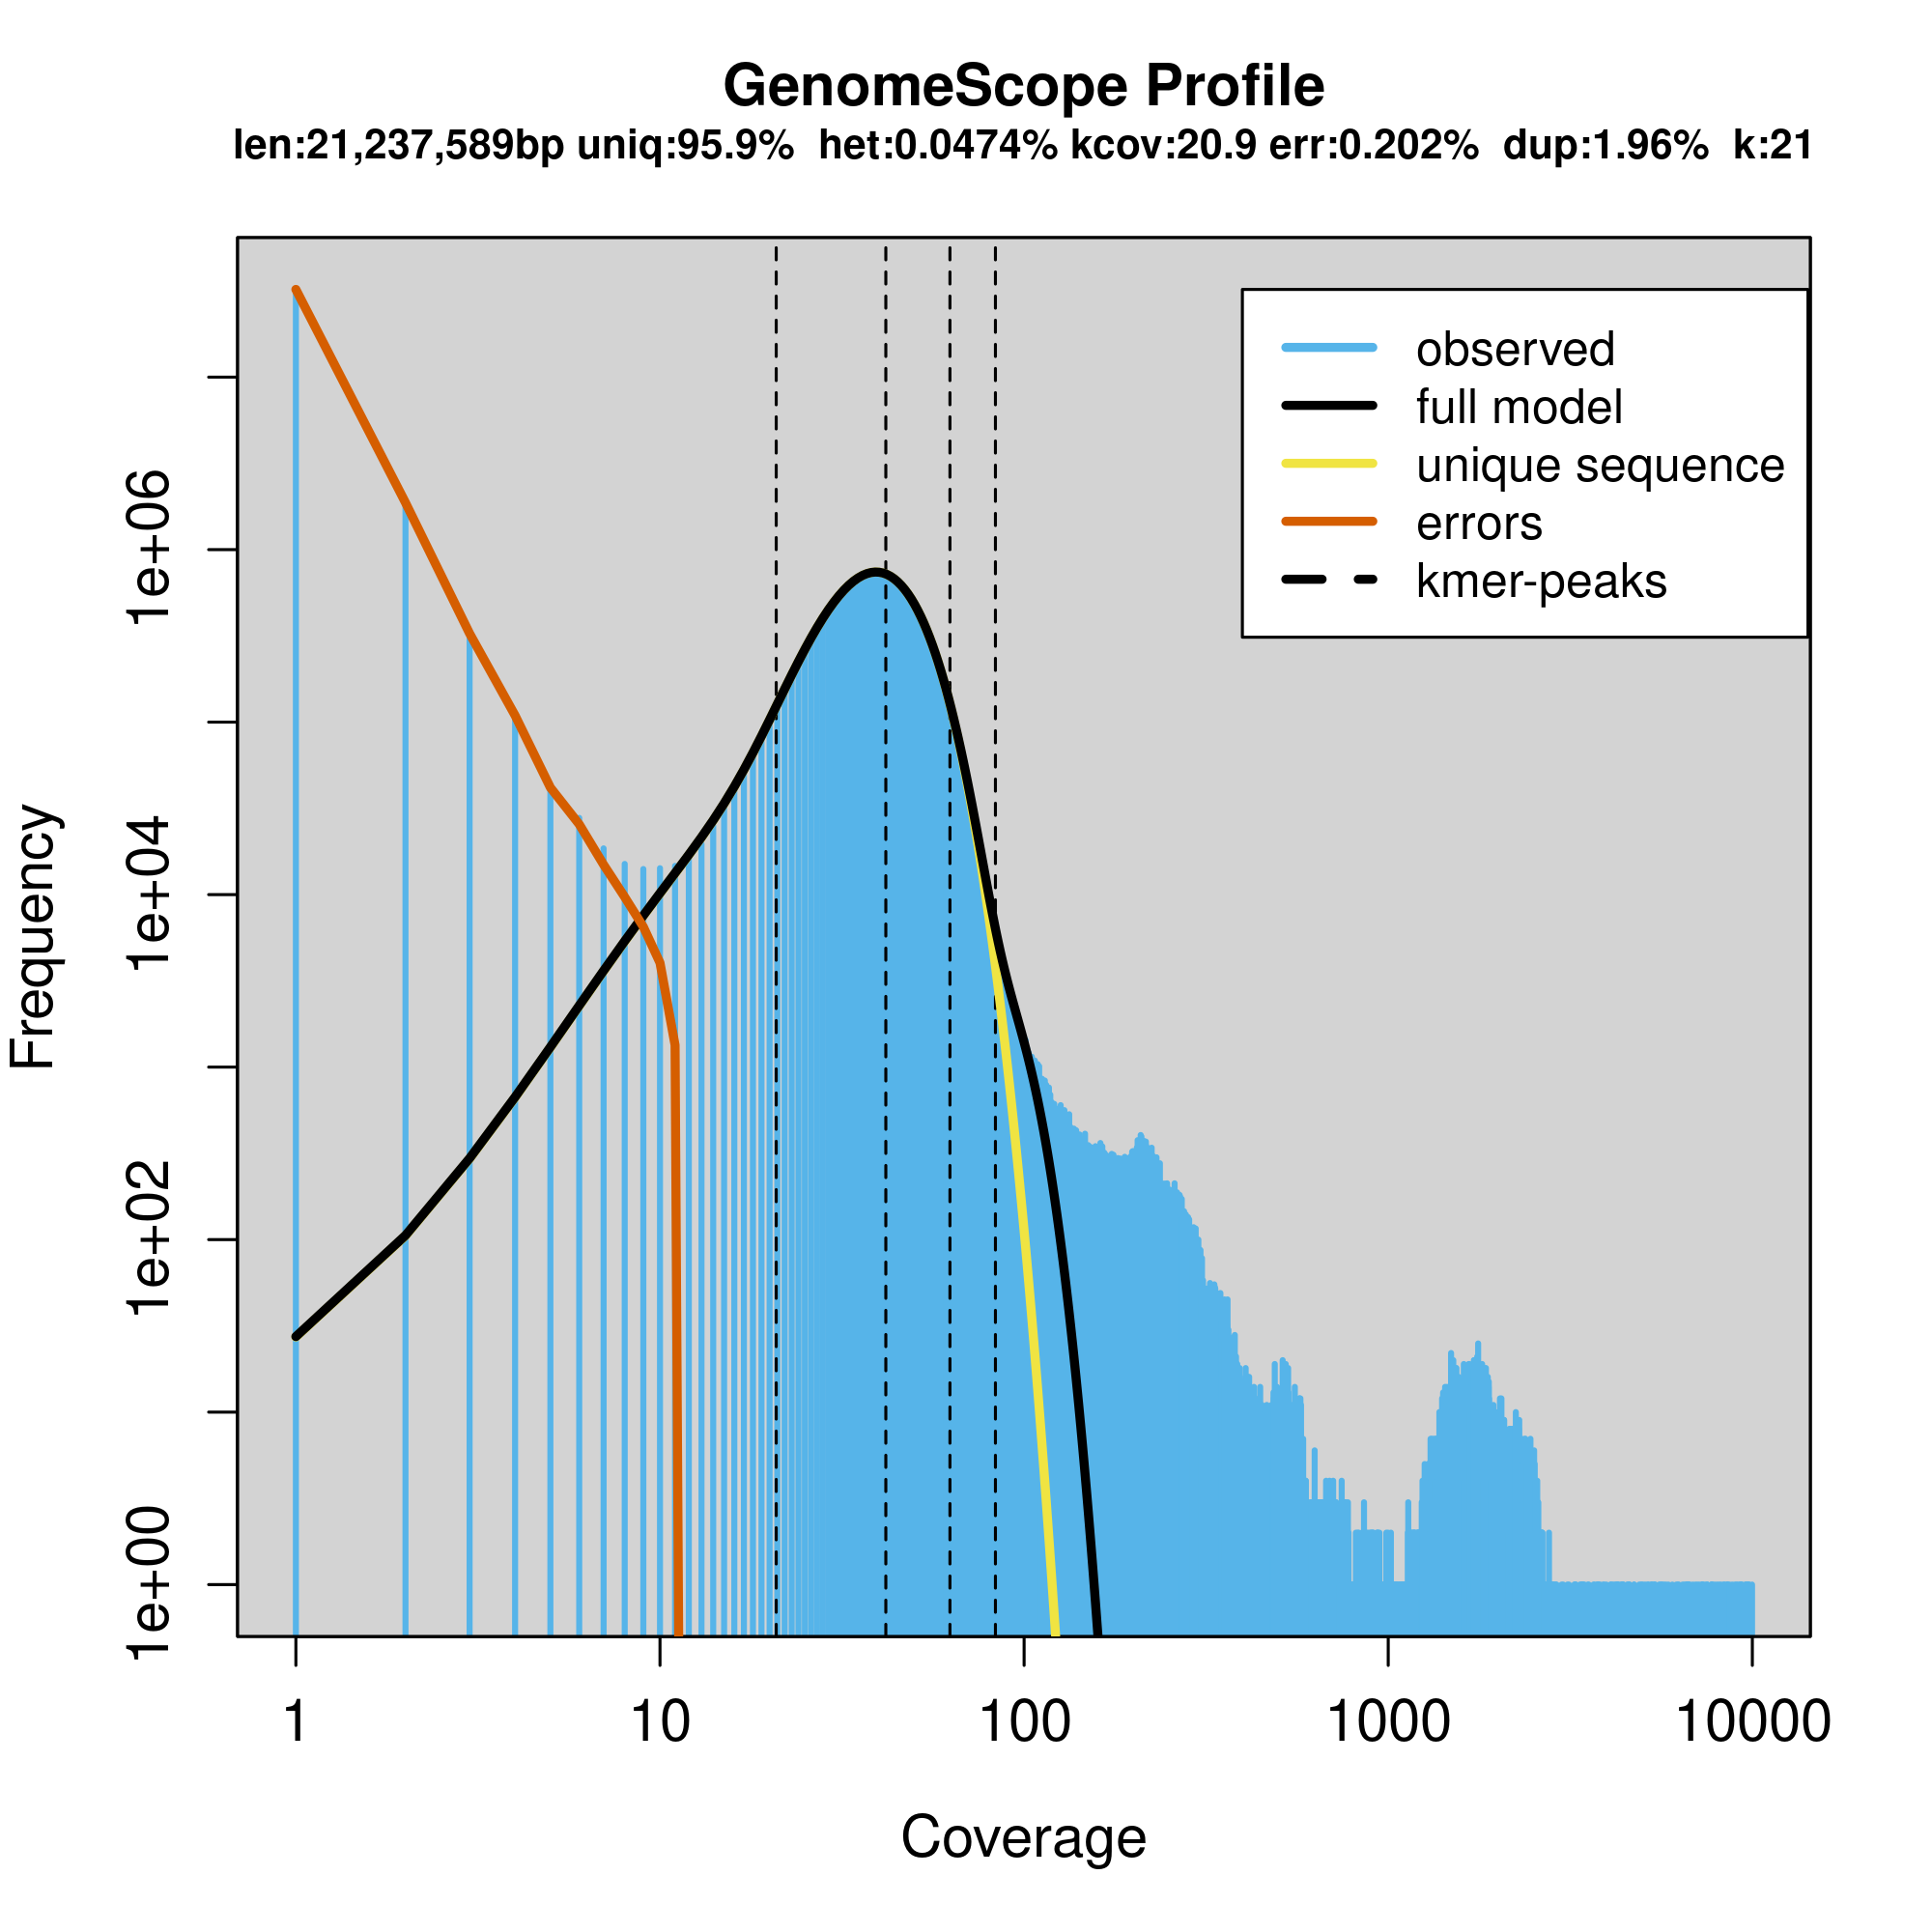 GenomeScope Profile
len:21,237,589bp uniq:95.9% het:0.0474% kcov:20.9 err:0.202% dup:1.96% k:21
observed
full model
unique sequence
errors
kmer-peaks
Frequency
1e+06
1e+04
1e+02
1e+00
1 10 100 1000 10000
Coverage